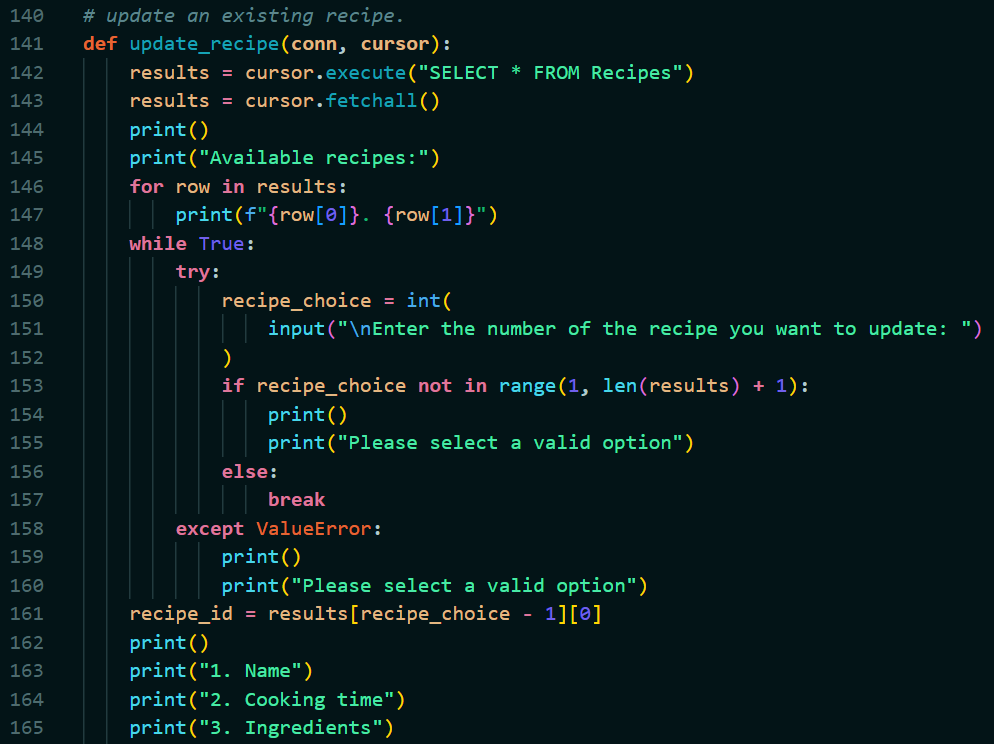 140 # update an existing recipe.
141 def update_recipe(conn, cursor):
142     results = cursor.execute("SELECT * FROM Recipes")
143     results = cursor.fetchall()
144     print()
145     print("Available recipes:")
146     for row in results:
147         print(f"{row[0]}. {row[1]}")
148     while True:
149         try:
150             recipe_choice = int(
151                 input("\nEnter the number of the recipe you want to update: ")
152             )
153             if recipe_choice not in range(1, len(results) + 1):
154                 print()
155                 print("Please select a valid option")
156             else:
157                 break
158         except ValueError:
159             print()
160             print("Please select a valid option")
161     recipe_id = results[recipe_choice - 1][0]
162     print()
163     print("1. Name")
164     print("2. Cooking time")
165     print("3. Ingredients")